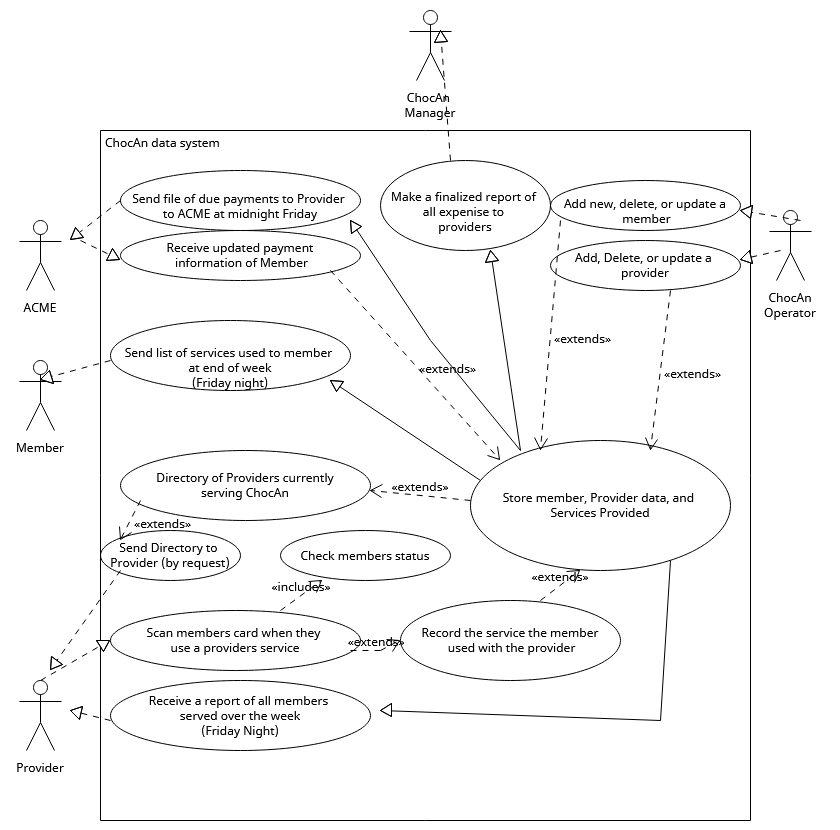 ChocAn
Manager
ChocAn data system
Send file of due payments to Provider
to ACME at midnight Friday
Make a finalized report of
all expenise to
providers
Add new, delete, or update a
member
Receive updated payment
information of Member
Add, Delete, or update a
provider
ACME
ChocAn
Operator
«extends»
Send list of services used to member
at end of week
(Friday night)
«extends»
«extends»
Member
Directory of Providers currently
serving ChocAn
«extends»
Store member, Provider data, and
Services Provided
«extends»
Send Directory to
Provider (by request)
Check members status
«includes»
«extends»
Scan members card when they
use a providers service
«extends»
Record the service the member
used with the provider
Receive a report of all members
served over the week
(Friday Night)
Provider